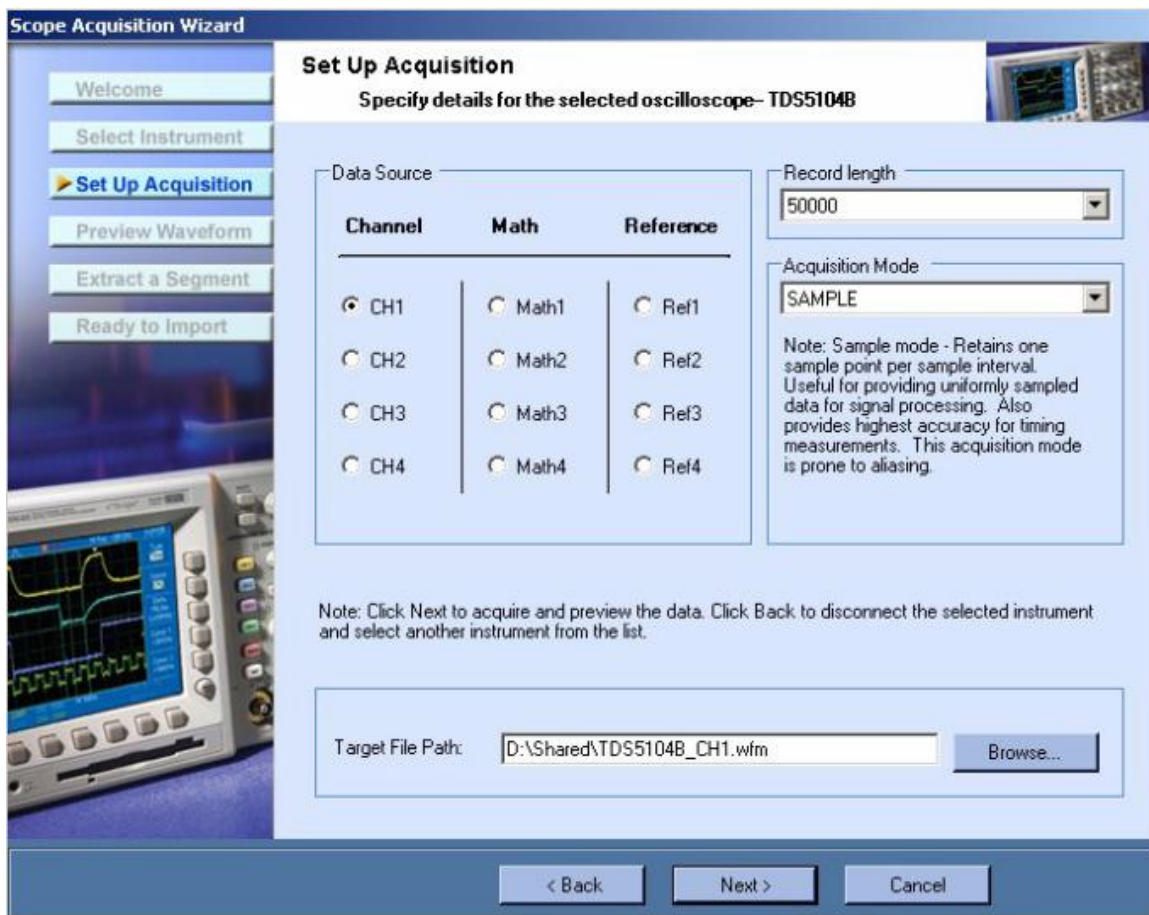 Scope Acquisition Wizard
Welcome
Select Instrument
Set Up Acquisition
Preview Waveform
Extract a Segment
Ready to Import
Set Up Acquisition
Specify details for the selected oscilloscope– TDS5104B
Data Source
Channel Math Reference
CH1 Math1 Ref1
CH2 Math2 Ref2
CH3 Math3 Ref3
CH4 Math4 Ref4
Record length
50000
Acquisition Mode
SAMPLE
Note: Sample mode - Retains one
sample point per sample interval.
Useful for providing uniformly sampled
data for signal processing. Also
provides highest accuracy for timing
measurements. This acquisition mode
is prone to aliasing.
Note: Click Next to acquire and preview the data. Click Back to disconnect the selected instrument
and select another instrument from the list.
Target File Path:
D:\Shared\TDS5104B_CH1.wfm
Browse...
< Back
Next >
Cancel